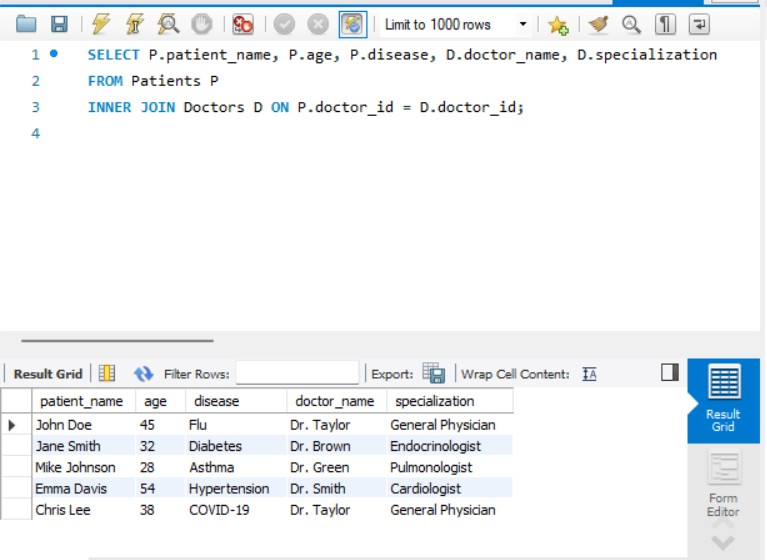 Limit to 1000 rows
1 SELECT P.patient_name, P.age, P.disease, D.doctor_name, D.specialization
2 FROM Patients P
3 INNER JOIN Doctors D ON P.doctor_id = D.doctor_id;
4
Result Grid Filter Rows: Export: Wrap Cell Content: IA
patient_name age disease doctor_name specialization
John Doe 45 Flu Dr. Taylor General Physician
Jane Smith 32 Diabetes Dr. Brown Endocrinologist
Mike Johnson 28 Asthma Dr. Green Pulmonologist
Emma Davis 54 Hypertension Dr. Smith Cardiologist
Chris Lee 38 COVID-19 Dr. Taylor General Physician
Result
Grid
Form
Editor